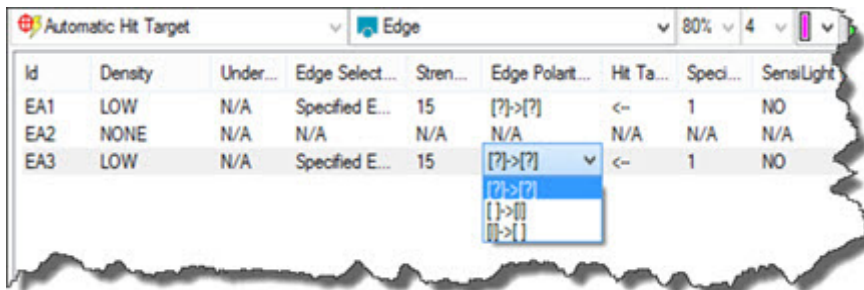 Automatic Hit Target Edge 80% 4
Id Density Under... Edge Select... Stren... Edge Polarit... Hit Ta... Speci... SensiLight
EA1 LOW N/A Specified E... 15 [?]->[?] <-- 1 NO
EA2 NONE N/A N/A N/A N/A N/A N/A N/A
EA3 LOW N/A Specified E... 15 [?]->[?] <-- 1 NO
[?]->[?]
[ ]->[|]
[|]->[ ]